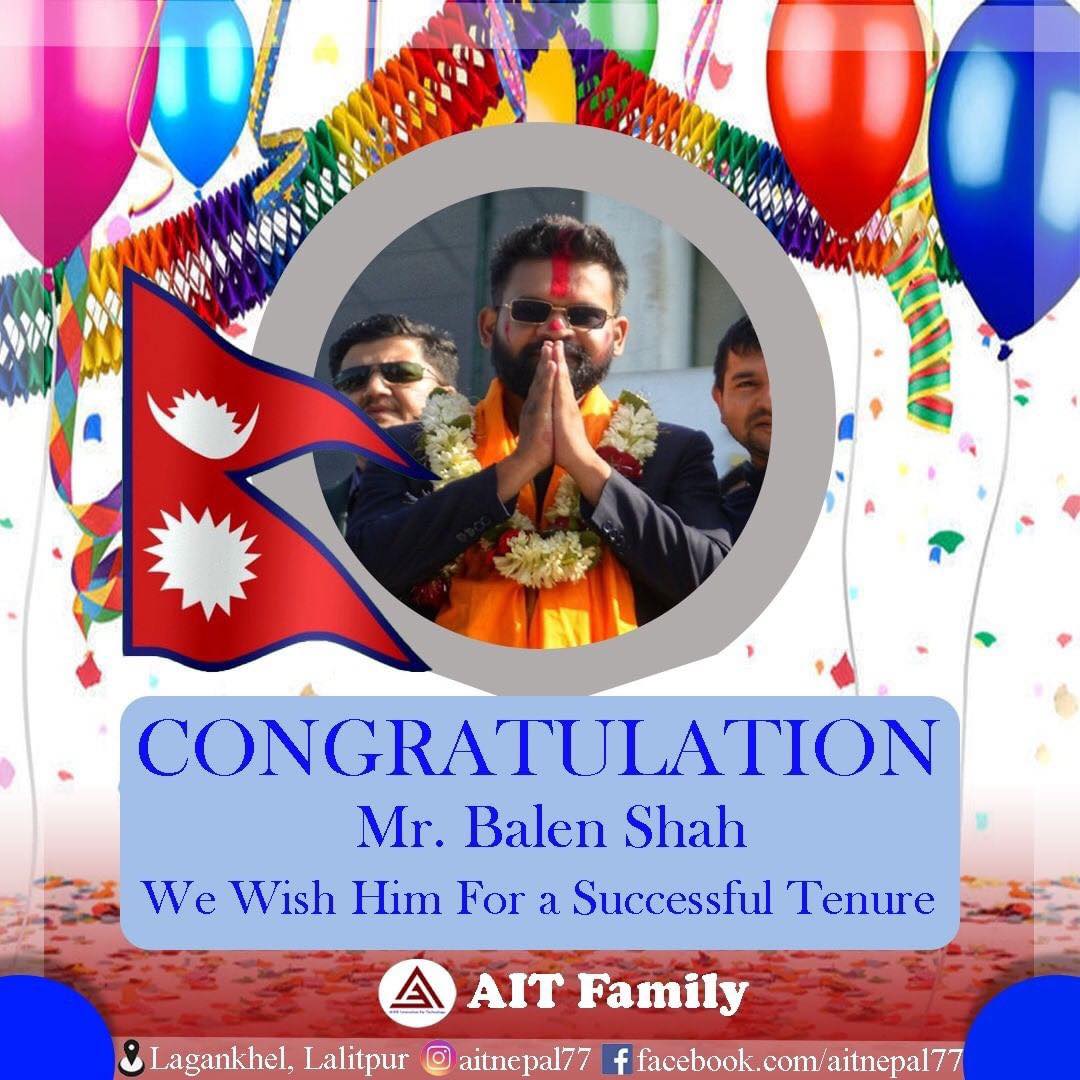 CONGRATULATION
Mr. Balen Shah
We Wish Him For a Successful Tenure
AIT Family
Lagankhel, Lalitpur aitnepal77 facebook.com/aitnepal77